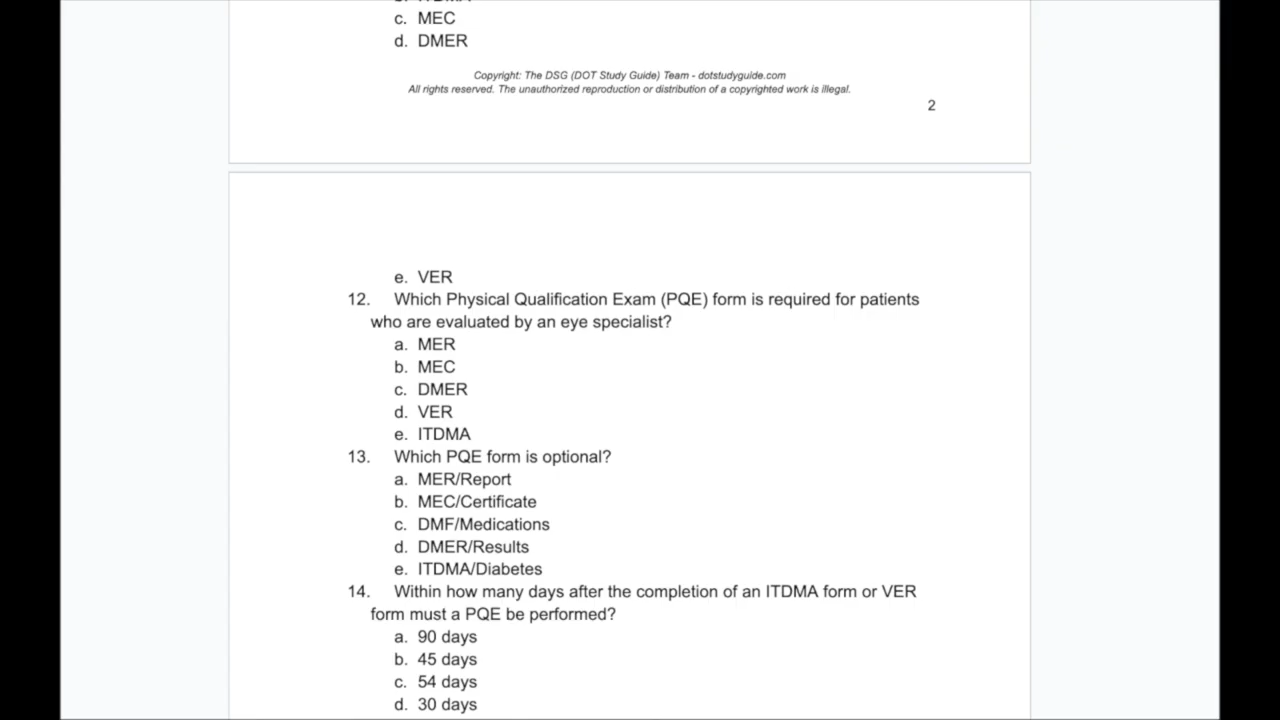 c. MEC
d. DMER
Copyright: The DSG (DOT Study Guide) Team - dotstudyguide.com
All rights reserved. The unauthorized reproduction or distribution of a copyrighted work is illegal.
2
e. VER
12. Which Physical Qualification Exam (PQE) form is required for patients
who are evaluated by an eye specialist?
a. MER
b. MEC
c. DMER
d. VER
e. ITDMA
13. Which PQE form is optional?
a. MER/Report
b. MEC/Certificate
c. DMF/Medications
d. DMER/Results
e. ITDMA/Diabetes
14. Within how many days after the completion of an ITDMA form or VER
form must a PQE be performed?
a. 90 days
b. 45 days
c. 54 days
d. 30 days